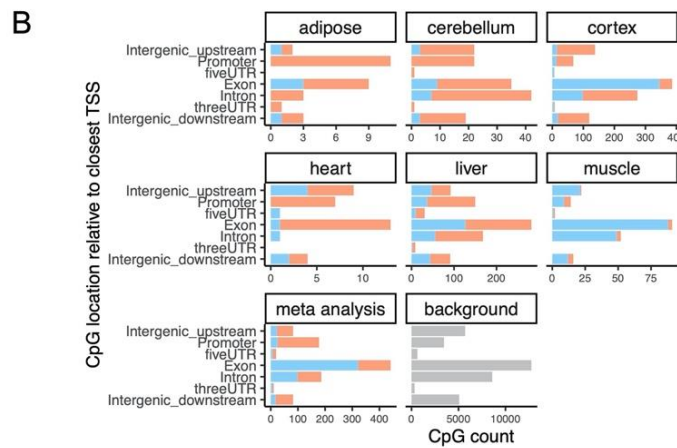 B
adipose
cerebellum
cortex
CpG location relative to closest TSS
Intergenic_upstream
Promoter
fiveUTR
Exon
Intron
threeUTR
Intergenic_downstream
0 3 6 9
0 10 20 30 40
0 100 200 300 400
heart
liver
muscle
Intergenic_upstream
Promoter
fiveUTR
Exon
Intron
threeUTR
Intergenic_downstream
0 5 10
0 100 200
0 25 50 75
meta analysis
background
Intergenic_upstream
Promoter
fiveUTR
Exon
Intron
threeUTR
Intergenic_downstream
0 100 200 300 400
0 5000 10000
CpG count